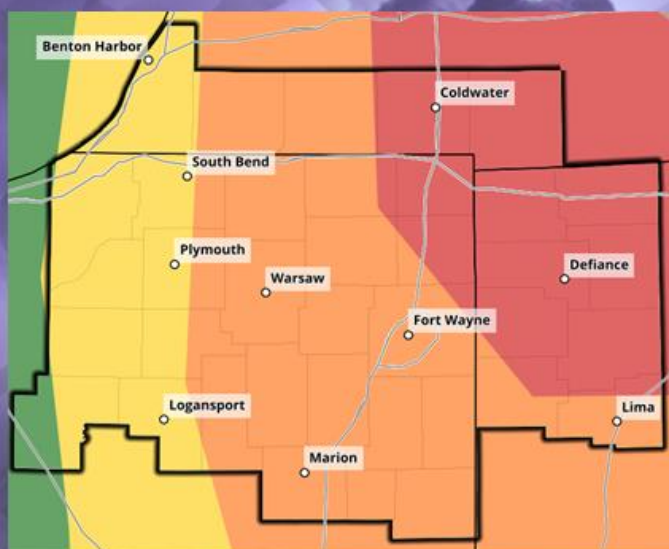 Benton Harbor
Coldwater
South Bend
Plymouth
Defiance
Warsaw
Fort Wayne
Logansport
Lima
Marion